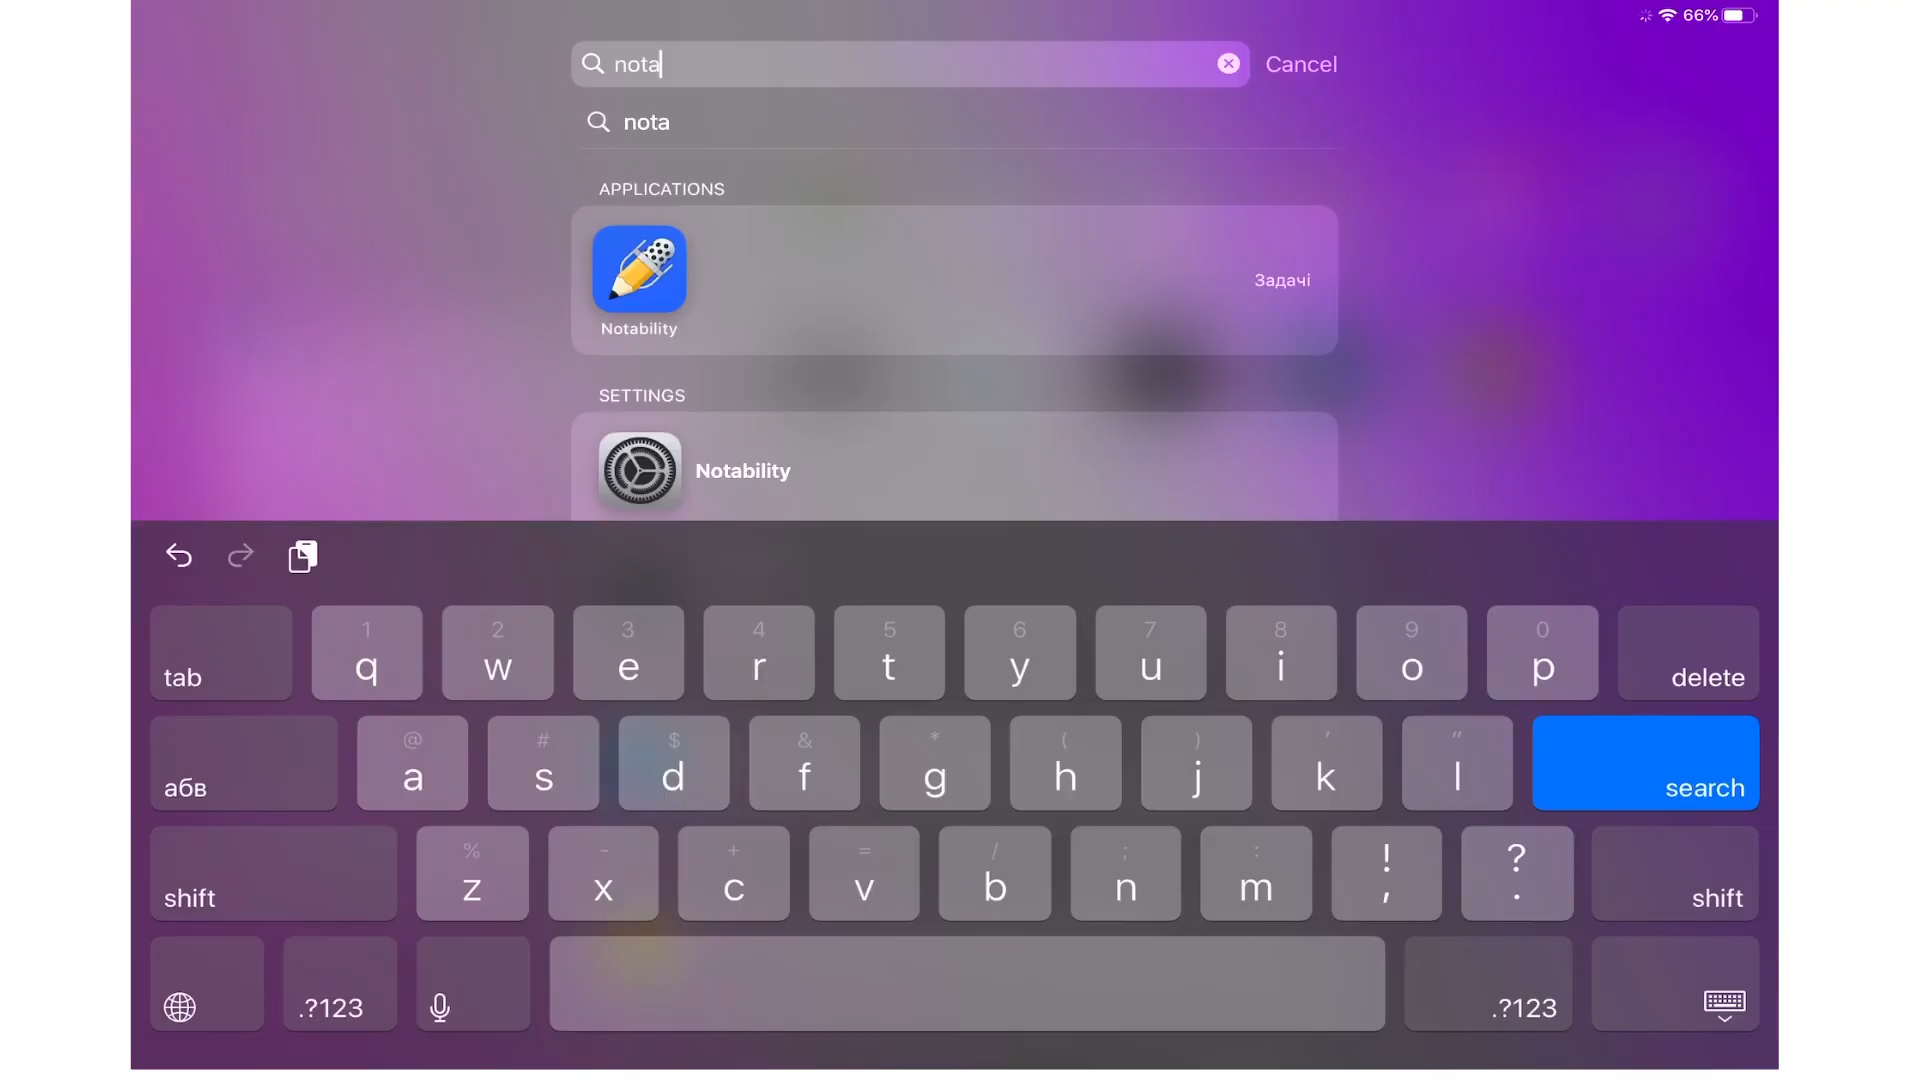 66%
nota
Cancel
nota
APPLICATIONS
Задачі
Notability
SETTINGS
Notability
1 2 3 4 5 6 7 8 9 0
tab q w e r t y u i o p delete
@ # $ & * ( ) ' "
абв a s d f g h j k l search
% - + = / ; : ! ?
shift z x c v b n m , . shift
.?123 .?123